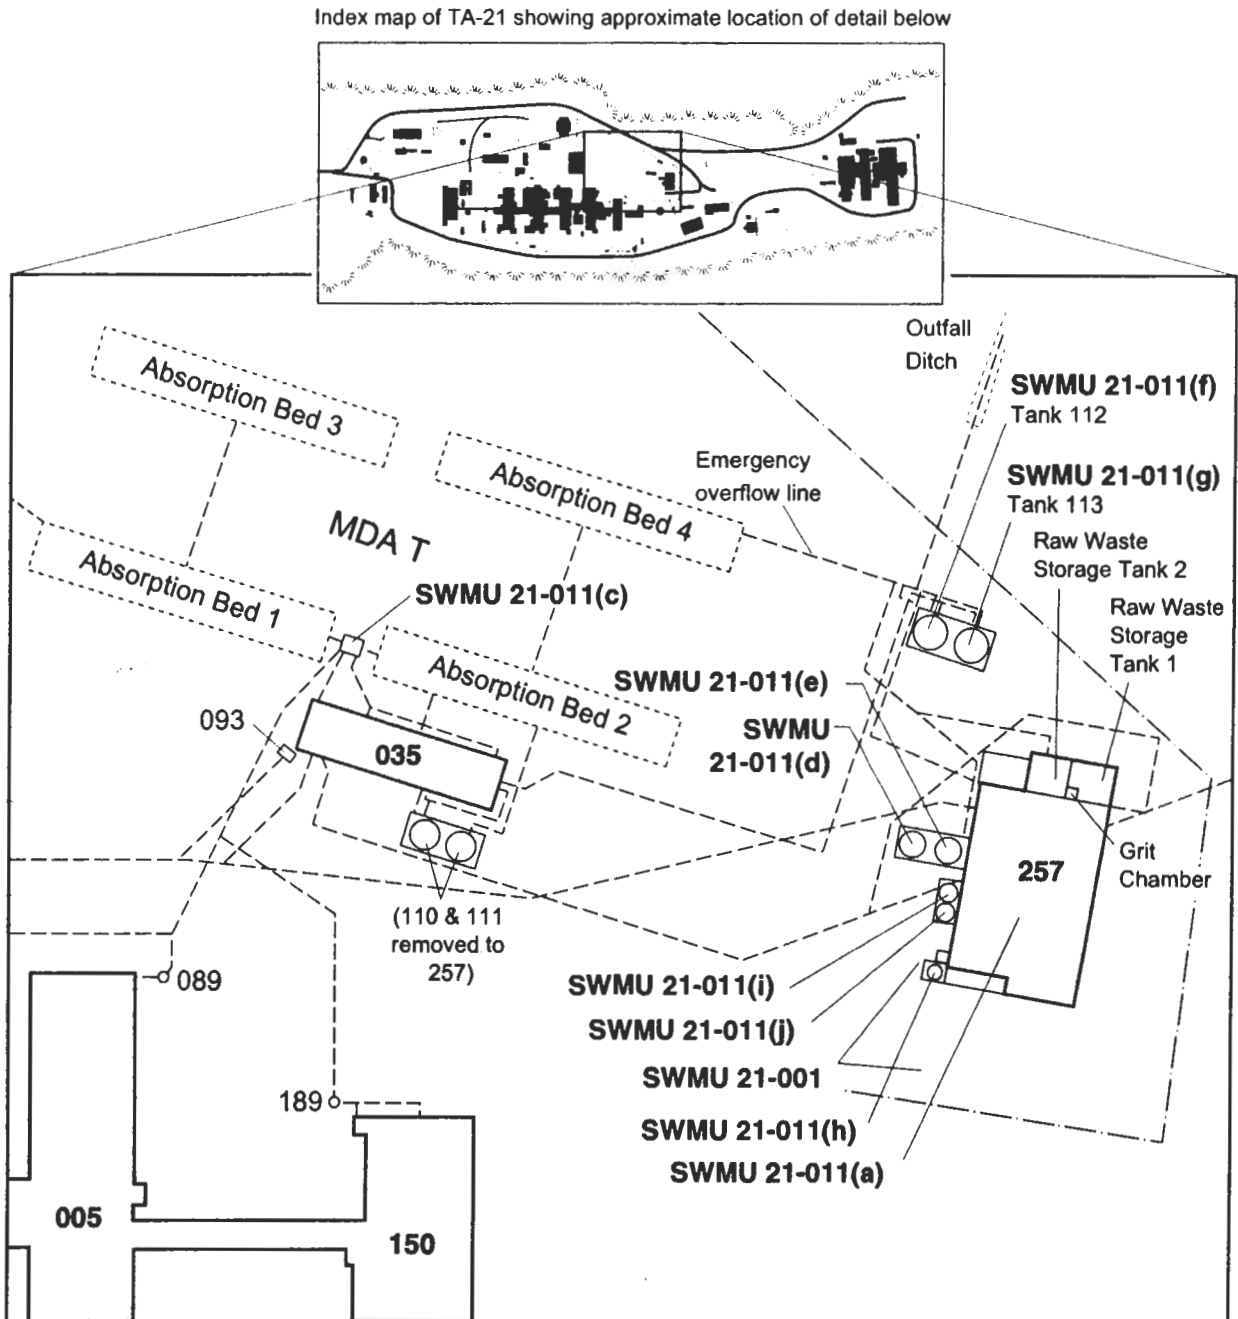 Index map of TA-21 showing approximate location of detail below
Outfall
Ditch
SWMU 21-011(f)
Tank 112
Absorption Bed 3
Emergency
overflow line
Absorption Bed 4
SWMU 21-011(g)
Tank 113
MDA T
Raw Waste
Storage Tank 2
Absorption Bed 1
SWMU 21-011(c)
Raw Waste
Storage
Tank 1
Absorption Bed 2
SWMU 21-011(e)
093
035
SWMU
21-011(d)
257
Grit
Chamber
(110 & 111
removed to
257)
089
SWMU 21-011(i)
SWMU 21-011(j)
SWMU 21-001
189
SWMU 21-011(h)
SWMU 21-011(a)
005
150